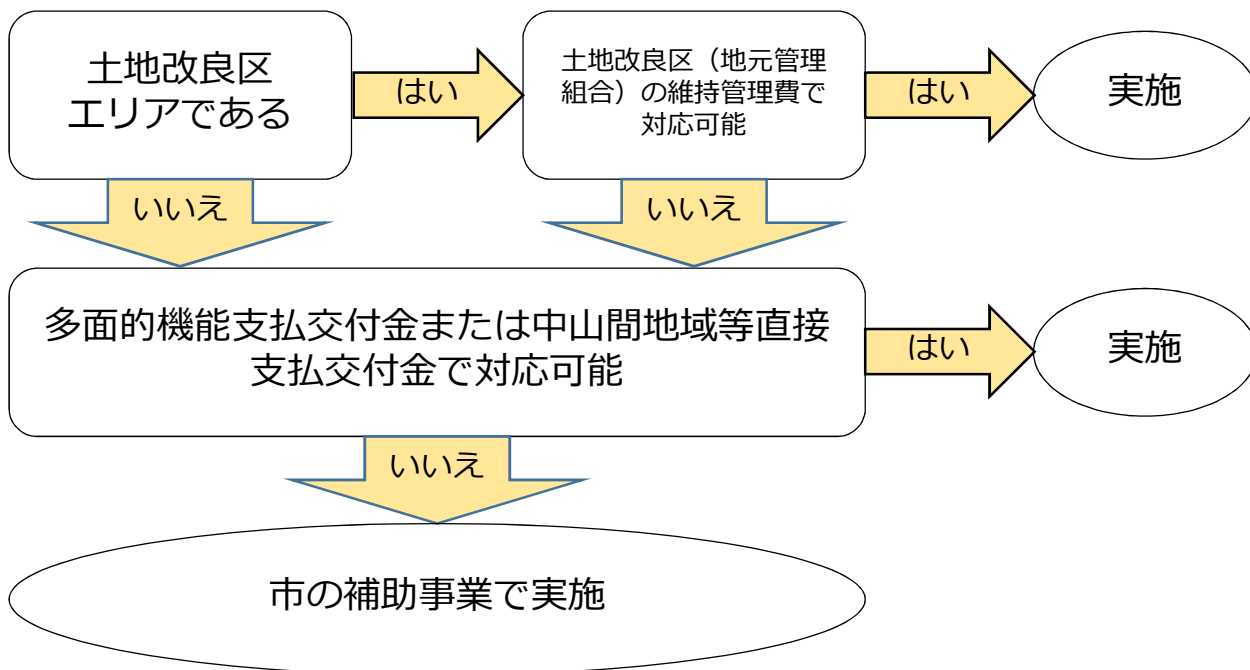 土地改良区
エリアである
はい
土地改良区（地元管理
組合）の維持管理費で
対応可能
はい
実施
いいえ
いいえ
多面的機能支払交付金または中山間地域等直接
支払交付金で対応可能
はい
実施
いいえ
市の補助事業で実施